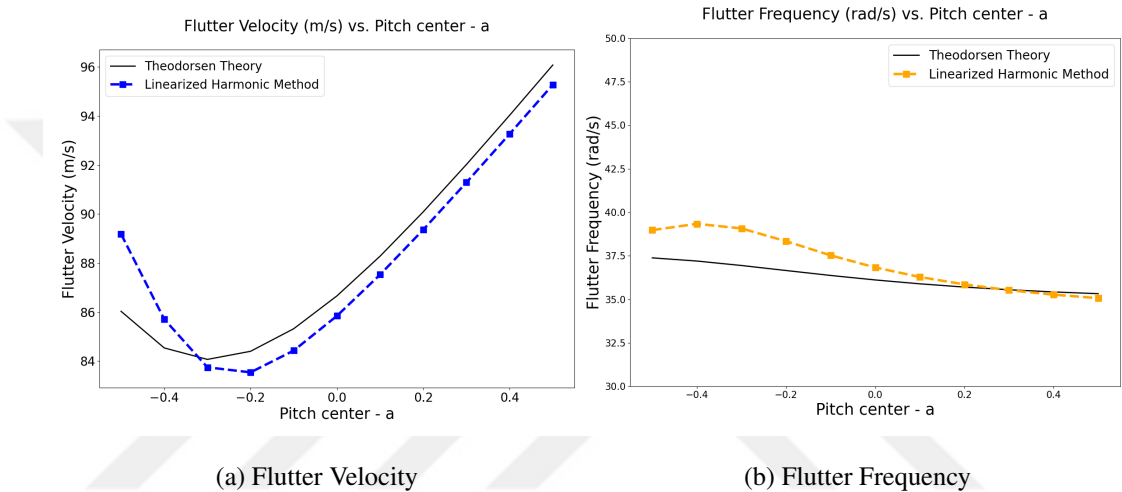 Flutter Velocity (m/s) vs. Pitch center - a
Theodorsen Theory
Linearized Harmonic Method
Flutter Velocity (m/s)
96
94
92
90
88
86
84
−0.4
−0.2
0.0
0.2
0.4
Pitch center - a
(a) Flutter Velocity
Flutter Frequency (rad/s) vs. Pitch center - a
Theodorsen Theory
Linearized Harmonic Method
Flutter Frequency (rad/s)
50.0
47.5
45.0
42.5
40.0
37.5
35.0
32.5
30.0
−0.4
−0.2
0.0
0.2
0.4
Pitch center - a
(b) Flutter Frequency